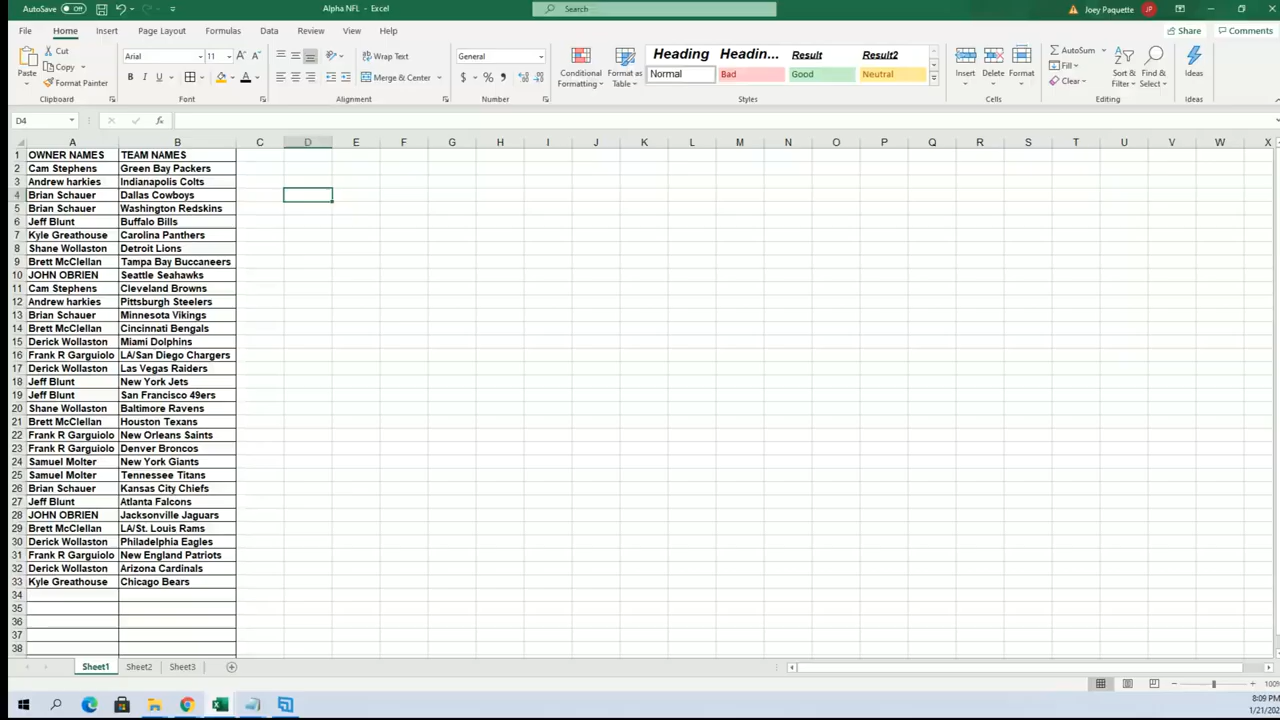 AutoSave Off Alpha NFL - Excel Search Joey Paquette JP
File Home Insert Page Layout Formulas Data Review View Help Share Comments
Paste Cut Copy Format Painter Clipboard
Arial 11 B I U A Font
Wrap Text Merge & Center Alignment
General $ % Number
Conditional Formatting Format as Table
Heading Headin... Result Result2
Normal Bad Good Neutral
Styles
Insert Delete Format Cells
AutoSum Fill Clear Sort & Filter Find & Select Editing
Ideas Ideas
D4 fx
A B C D E F G H I J K L M N O P Q R S T U V W X
1 OWNER NAMES TEAM NAMES
2 Cam Stephens Green Bay Packers
3 Andrew harkies Indianapolis Colts
4 Brian Schauer Dallas Cowboys
5 Brian Schauer Washington Redskins
6 Jeff Blunt Buffalo Bills
7 Kyle Greathouse Carolina Panthers
8 Shane Wollaston Detroit Lions
9 Brett McClellan Tampa Bay Buccaneers
10 JOHN OBRIEN Seattle Seahawks
11 Cam Stephens Cleveland Browns
12 Andrew harkies Pittsburgh Steelers
13 Brian Schauer Minnesota Vikings
14 Brett McClellan Cincinnati Bengals
15 Derick Wollaston Miami Dolphins
16 Frank R Garguiolo LA/San Diego Chargers
17 Derick Wollaston Las Vegas Raiders
18 Jeff Blunt New York Jets
19 Jeff Blunt San Francisco 49ers
20 Shane Wollaston Baltimore Ravens
21 Brett McClellan Houston Texans
22 Frank R Garguiolo New Orleans Saints
23 Frank R Garguiolo Denver Broncos
24 Samuel Molter New York Giants
25 Samuel Molter Tennessee Titans
26 Brian Schauer Kansas City Chiefs
27 Jeff Blunt Atlanta Falcons
28 JOHN OBRIEN Jacksonville Jaguars
29 Brett McClellan LA/St. Louis Rams
30 Derick Wollaston Philadelphia Eagles
31 Frank R Garguiolo New England Patriots
32 Derick Wollaston Arizona Cardinals
33 Kyle Greathouse Chicago Bears
34
35
36
37
38
Sheet1 Sheet2 Sheet3
100%
8:09 PM
1/21/202